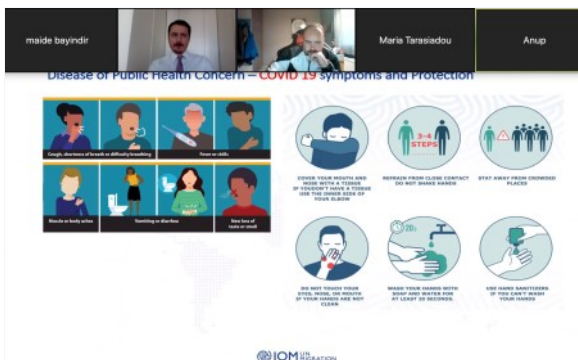 maide bayindir
Maria Tarasiadou
Anup
Disease of Public Health Concern – COVID 19 symptoms and Protection
Cough, shortness of breath or difficulty breathing
Fever or chills
Muscle or body aches
Vomiting or diarrhea
New loss of
taste or smell
3-4
STEPS
COVER YOUR MOUTH AND
NOSE WITH A TISSUE
IF YOU DON'T HAVE A TISSUE
USE THE INNER SIDE OF
YOUR ELBOW
REFRAIN FROM CLOSE CONTACT
DO NOT SHAKE HANDS
STAY AWAY FROM CROWDED
PLACES
20s
DO NOT TOUCH YOUR
EYES, NOSE, OR MOUTH
IF YOUR HANDS ARE NOT
CLEAN
WASH YOUR HANDS WITH
SOAP AND WATER FOR
AT LEAST 20 SECONDS.
USE HAND SANITIZERS
IF YOU CAN'T WASH
YOUR HANDS
IOM UN
MIGRATION